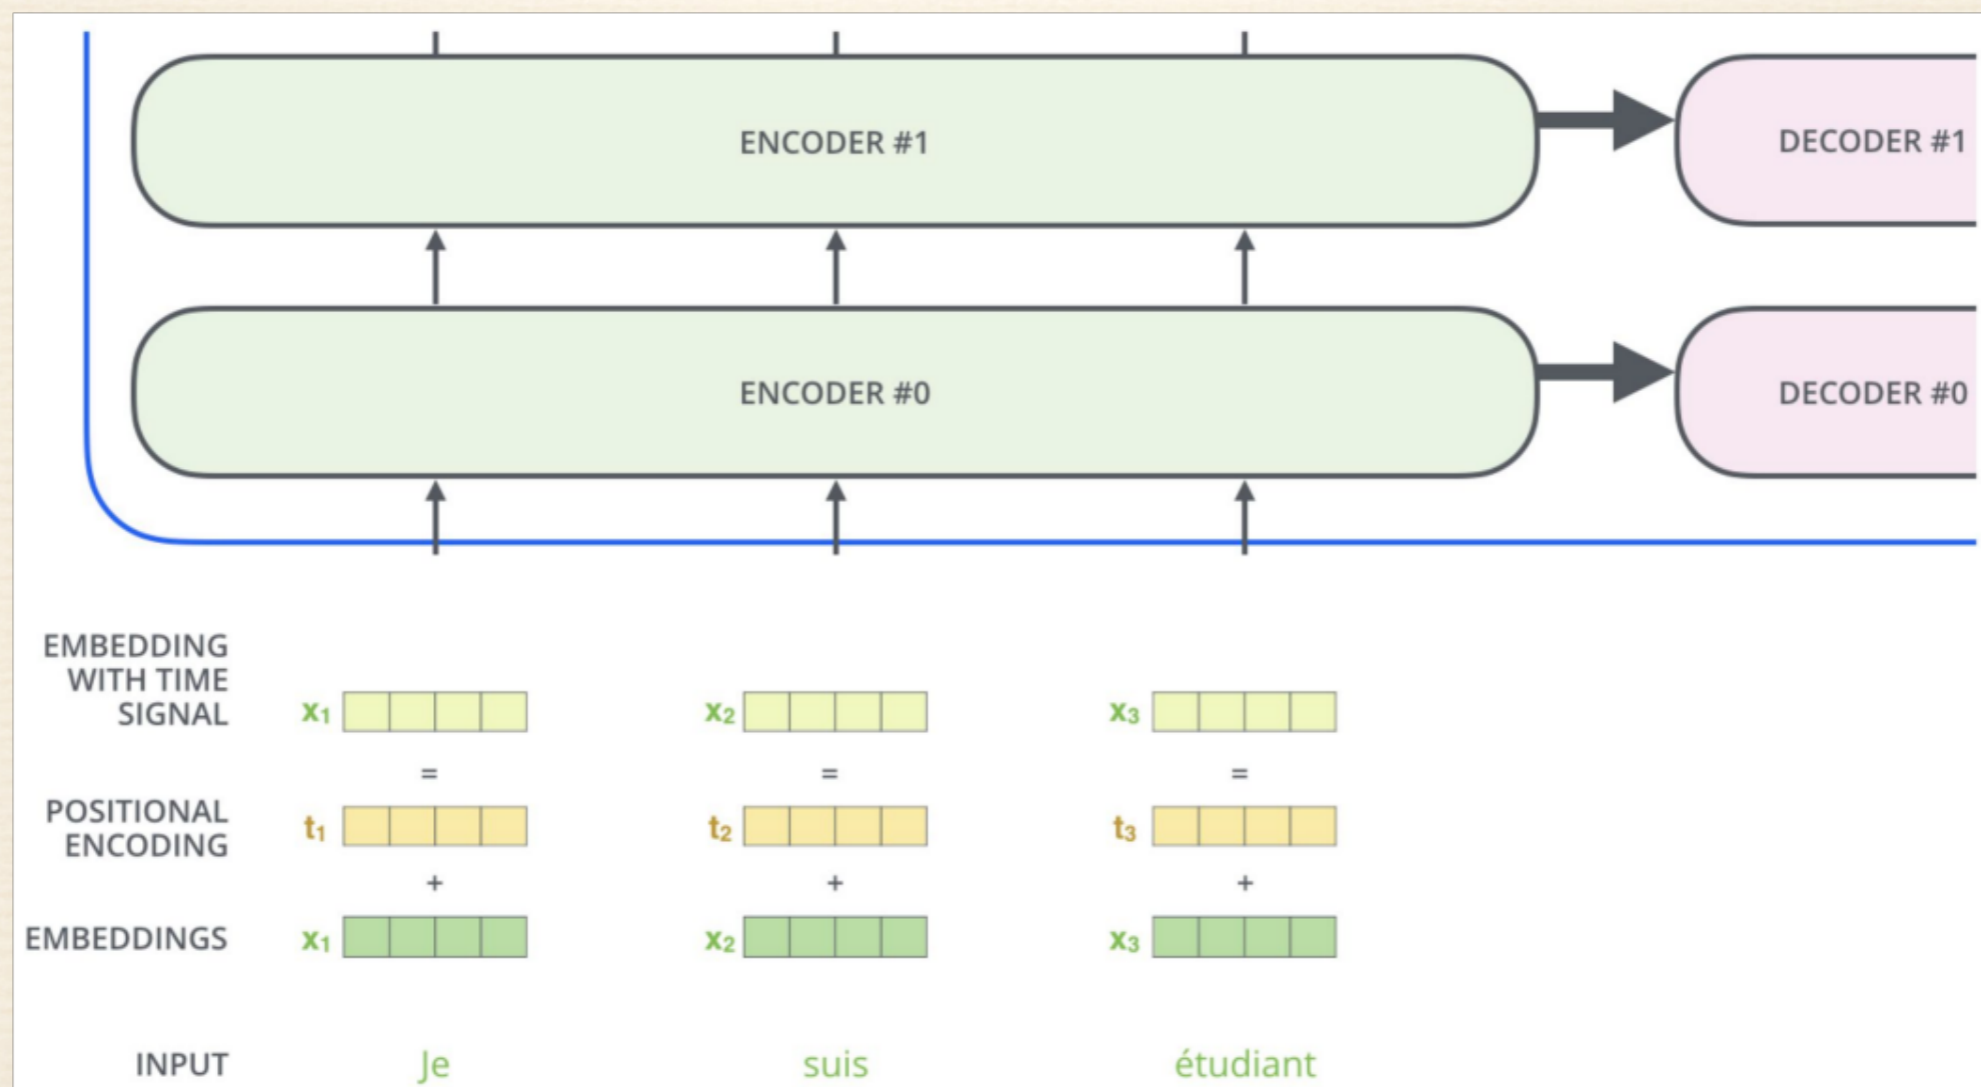 ENCODER #1
DECODER #1
ENCODER #0
DECODER #0
EMBEDDING
WITH TIME
SIGNAL
x₁
x₂
x₃
=
=
=
POSITIONAL
ENCODING
t₁
t₂
t₃
+
+
+
EMBEDDINGS
x₁
x₂
x₃
INPUT
Je
suis
étudiant